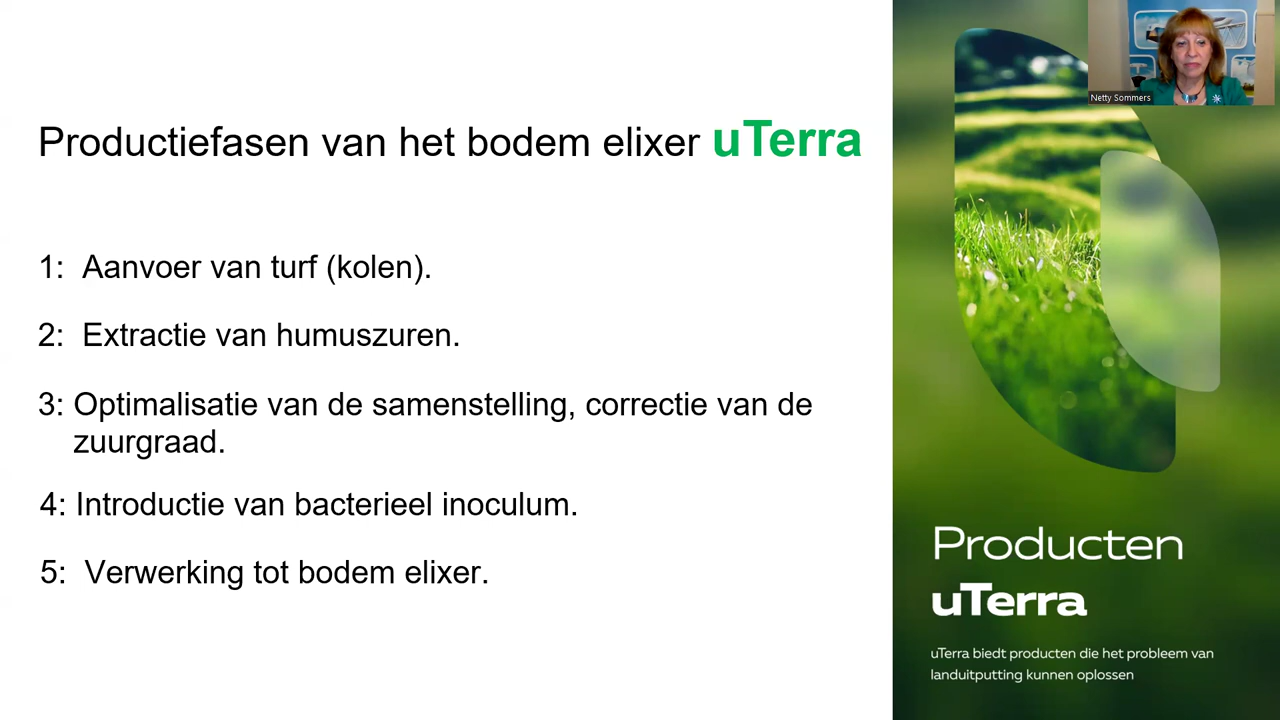 Productiefasen van het bodem elixer uTerra
1: Aanvoer van turf (kolen).
2: Extractie van humuszuren.
3: Optimalisatie van de samenstelling, correctie van de
zuurgraad.
4: Introductie van bacterieel inoculum.
5: Verwerking tot bodem elixer.
Netty Sommers
Producten
uTerra
uTerra biedt producten die het probleem van
landuitputting kunnen oplossen